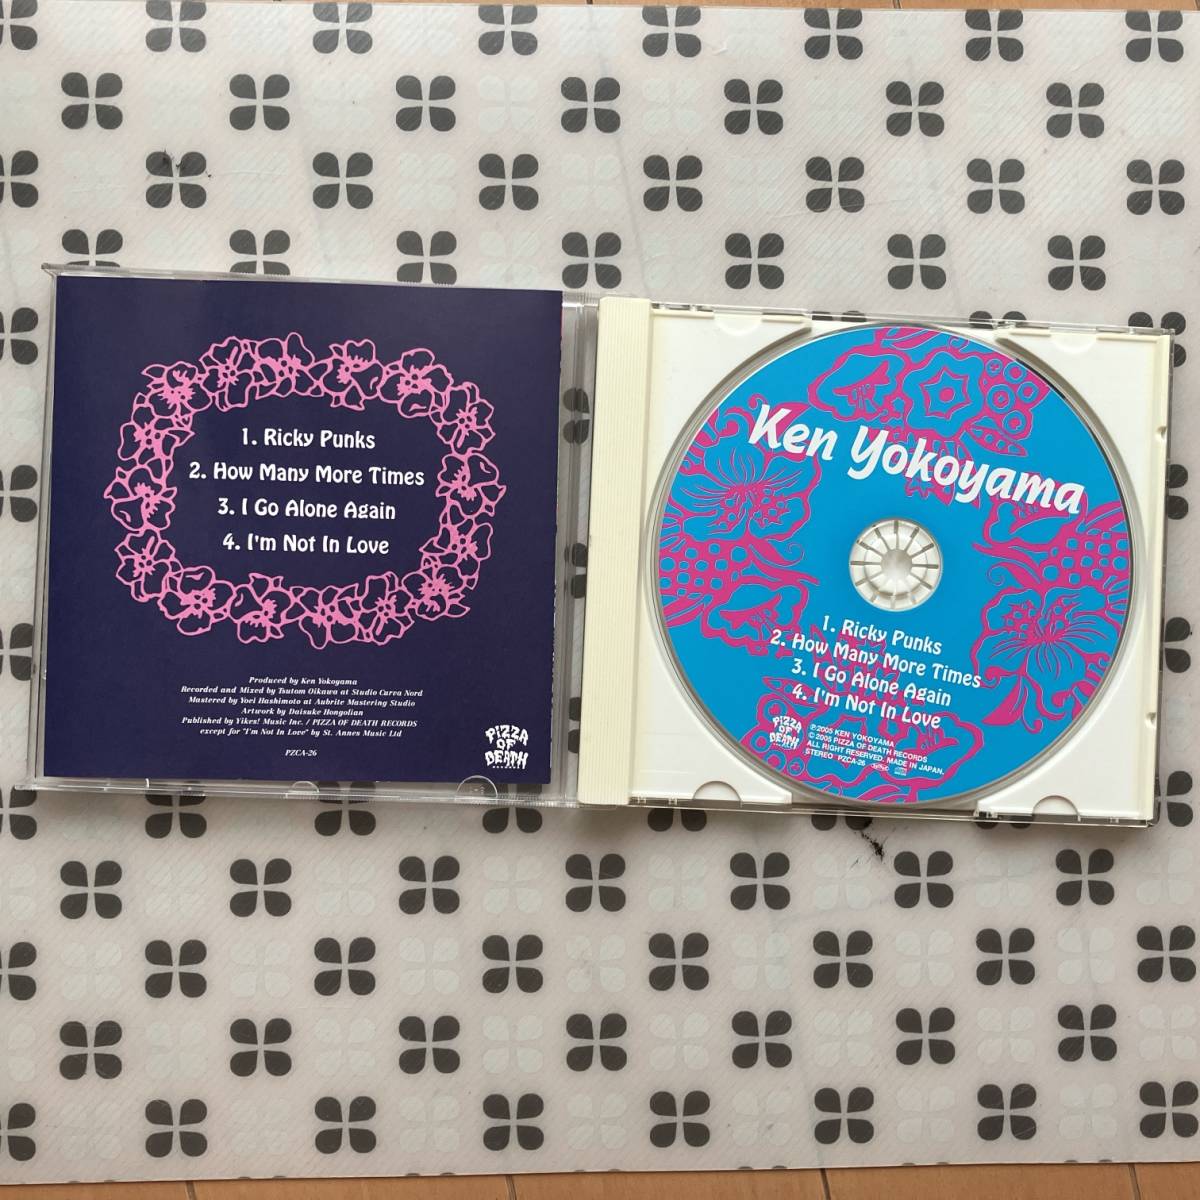 1. Ricky Punks
2. How Many More Times
3. I Go Alone Again
4. I'm Not In Love
Produced by Ken Yokoyama
Recorded and Mixed by Tsutom Oikawa at Studio Curva Nord
Mastered by Yoei Hashimoto at Aubrite Mastering Studio
Artwork by Daisuke Hongolian
Published by Yikes! Music Inc. / PIZZA OF DEATH RECORDS
except for "I'm Not In Love" by St. Annes Music Ltd
PZCA-26
PIZZA
OF
DEATH
Ken Yokoyama
1. Ricky Punks
2. How Many More Times
3. I Go Alone Again
4. I'm Not In Love
PIZZA
OF
DEATH
℗2005 KEN YOKOYAMA
©2005 PIZZA OF DEATH RECORDS
ALL RIGHT RESERVED. MADE IN JAPAN.
STEREO PZCA-26